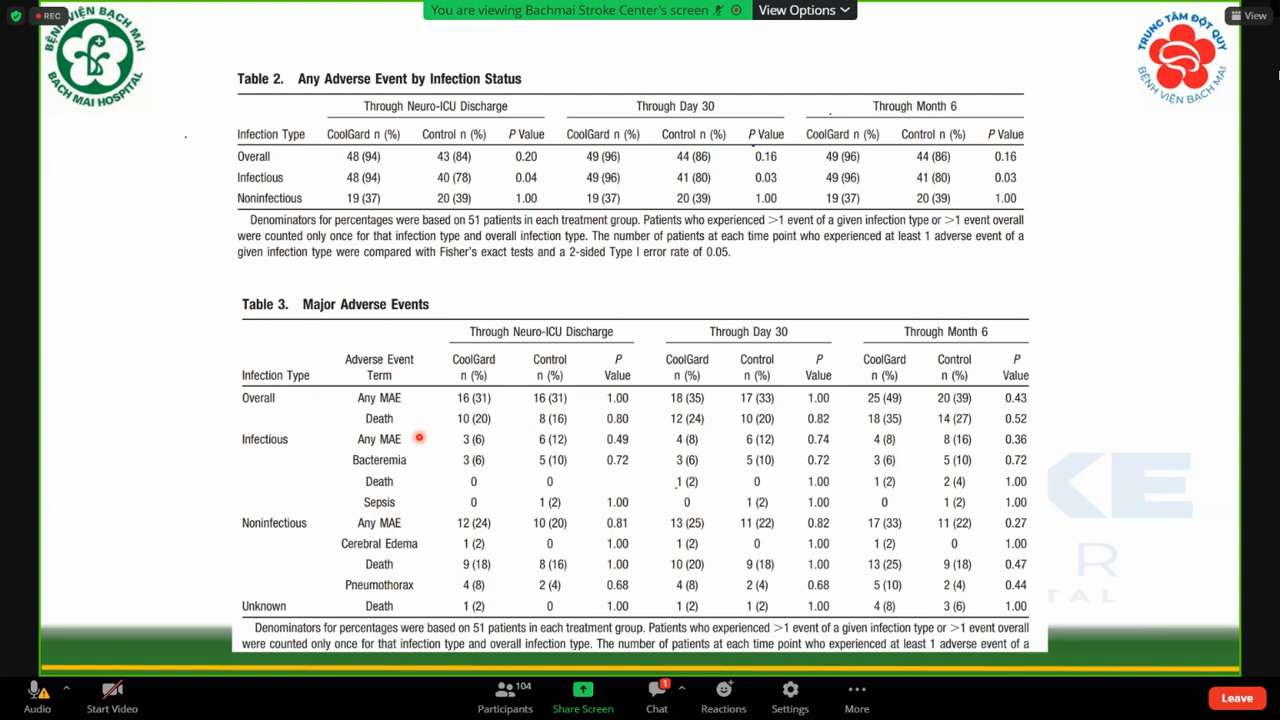 You are viewing Bachmai Stroke Center's screen
View Options
REC
View
BỆNH VIỆN BẠCH MAI
BACH MAI HOSPITAL
TRUNG TÂM ĐỘT QUỴ
BỆNH VIỆN BẠCH MAI
Table 2. Any Adverse Event by Infection Status
Through Neuro-ICU Discharge Through Day 30 Through Month 6
Infection Type CoolGard n (%) Control n (%) P Value CoolGard n (%) Control n (%) P Value CoolGard n (%) Control n (%) P Value
Overall 48 (94) 43 (84) 0.20 49 (96) 44 (86) 0.16 49 (96) 44 (86) 0.16
Infectious 48 (94) 40 (78) 0.04 49 (96) 41 (80) 0.03 49 (96) 41 (80) 0.03
Noninfectious 19 (37) 20 (39) 1.00 19 (37) 20 (39) 1.00 19 (37) 20 (39) 1.00
Denominators for percentages were based on 51 patients in each treatment group. Patients who experienced >1 event of a given infection type or >1 event overall
were counted only once for that infection type and overall infection type. The number of patients at each time point who experienced at least 1 adverse event of a
given infection type were compared with Fisher's exact tests and a 2-sided Type I error rate of 0.05.
Table 3. Major Adverse Events
Through Neuro-ICU Discharge Through Day 30 Through Month 6
Adverse Event CoolGard Control P CoolGard Control P CoolGard Control P
Infection Type Term n (%) n (%) Value n (%) n (%) Value n (%) n (%) Value
Overall Any MAE 16 (31) 16 (31) 1.00 18 (35) 17 (33) 1.00 25 (49) 20 (39) 0.43
Death 10 (20) 8 (16) 0.80 12 (24) 10 (20) 0.82 18 (35) 14 (27) 0.52
Infectious Any MAE 3 (6) 6 (12) 0.49 4 (8) 6 (12) 0.74 4 (8) 8 (16) 0.36
Bacteremia 3 (6) 5 (10) 0.72 3 (6) 5 (10) 0.72 3 (6) 5 (10) 0.72
Death 0 0 1 (2) 0 1.00 1 (2) 2 (4) 1.00
Sepsis 0 1 (2) 1.00 0 1 (2) 1.00 0 1 (2) 1.00
Noninfectious Any MAE 12 (24) 10 (20) 0.81 13 (25) 11 (22) 0.82 17 (33) 11 (22) 0.27
Cerebral Edema 1 (2) 0 1.00 1 (2) 0 1.00 1 (2) 0 1.00
Death 9 (18) 8 (16) 1.00 10 (20) 9 (18) 1.00 13 (25) 9 (18) 0.47
Pneumothorax 4 (8) 2 (4) 0.68 4 (8) 2 (4) 0.68 5 (10) 2 (4) 0.44
Unknown Death 1 (2) 0 1.00 1 (2) 1 (2) 1.00 4 (8) 3 (6) 1.00
Denominators for percentages were based on 51 patients in each treatment group. Patients who experienced >1 event of a given infection type or >1 event overall
were counted only once for that infection type and overall infection type. The number of patients at each time point who experienced at least 1 adverse event of a
Audio
Start Video
104
Participants
Share Screen
1
Chat
Reactions
Settings
More
Leave